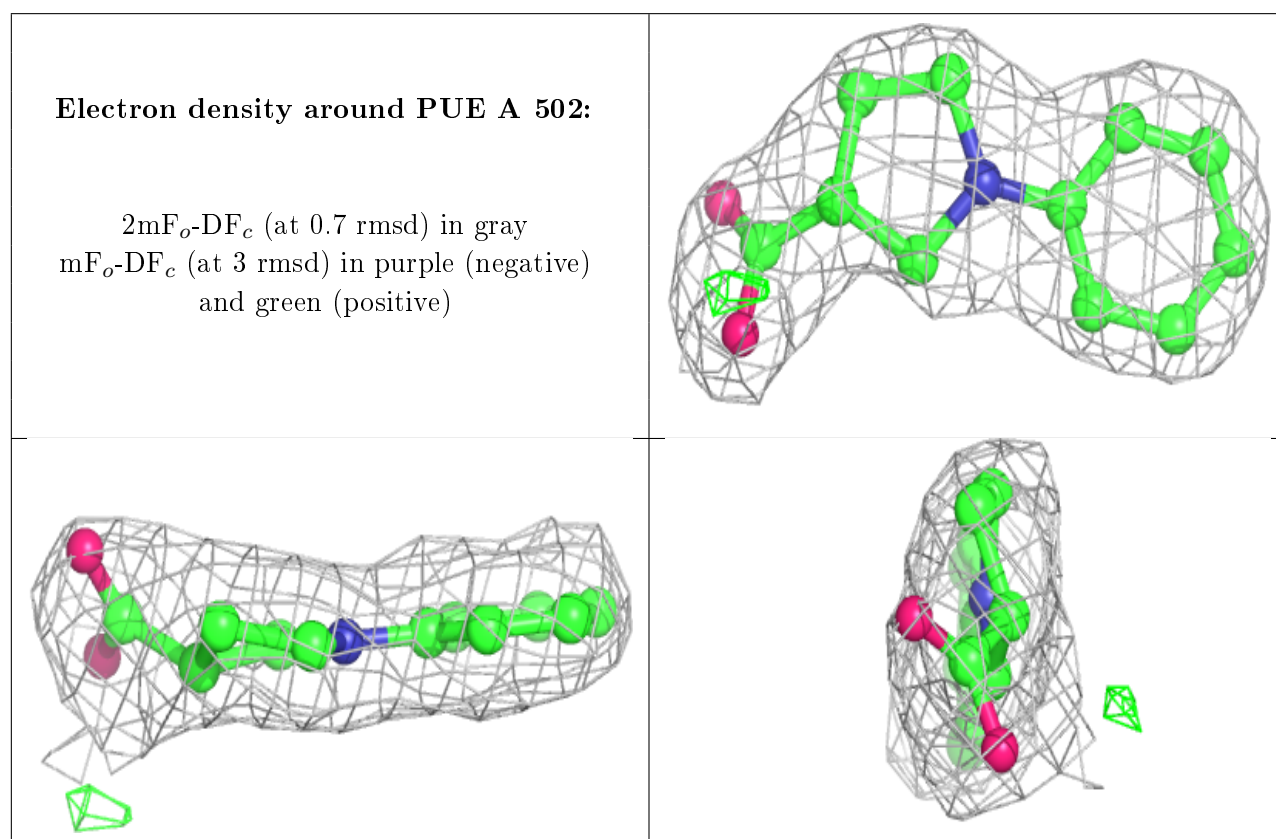 Electron density around PUE A 502:
2mFo-DFc (at 0.7 rmsd) in gray
mFo-DFc (at 3 rmsd) in purple (negative)
and green (positive)